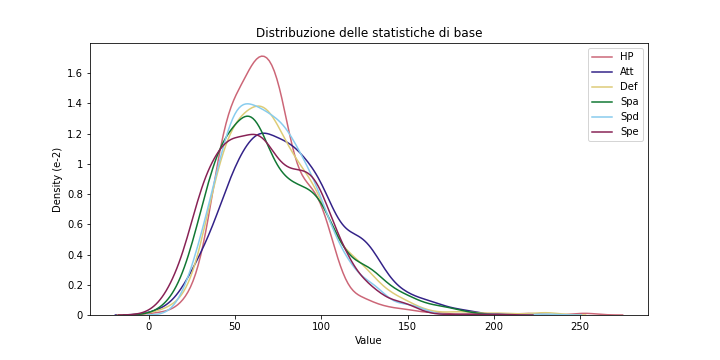 Distribuzione delle statistiche di base
HP
Att
Def
Spa
Spd
Spe
Density (e-2)
1.6
1.4
1.2
1
0.8
0.6
0.4
0.2
0
0
50
100
150
200
250
Value